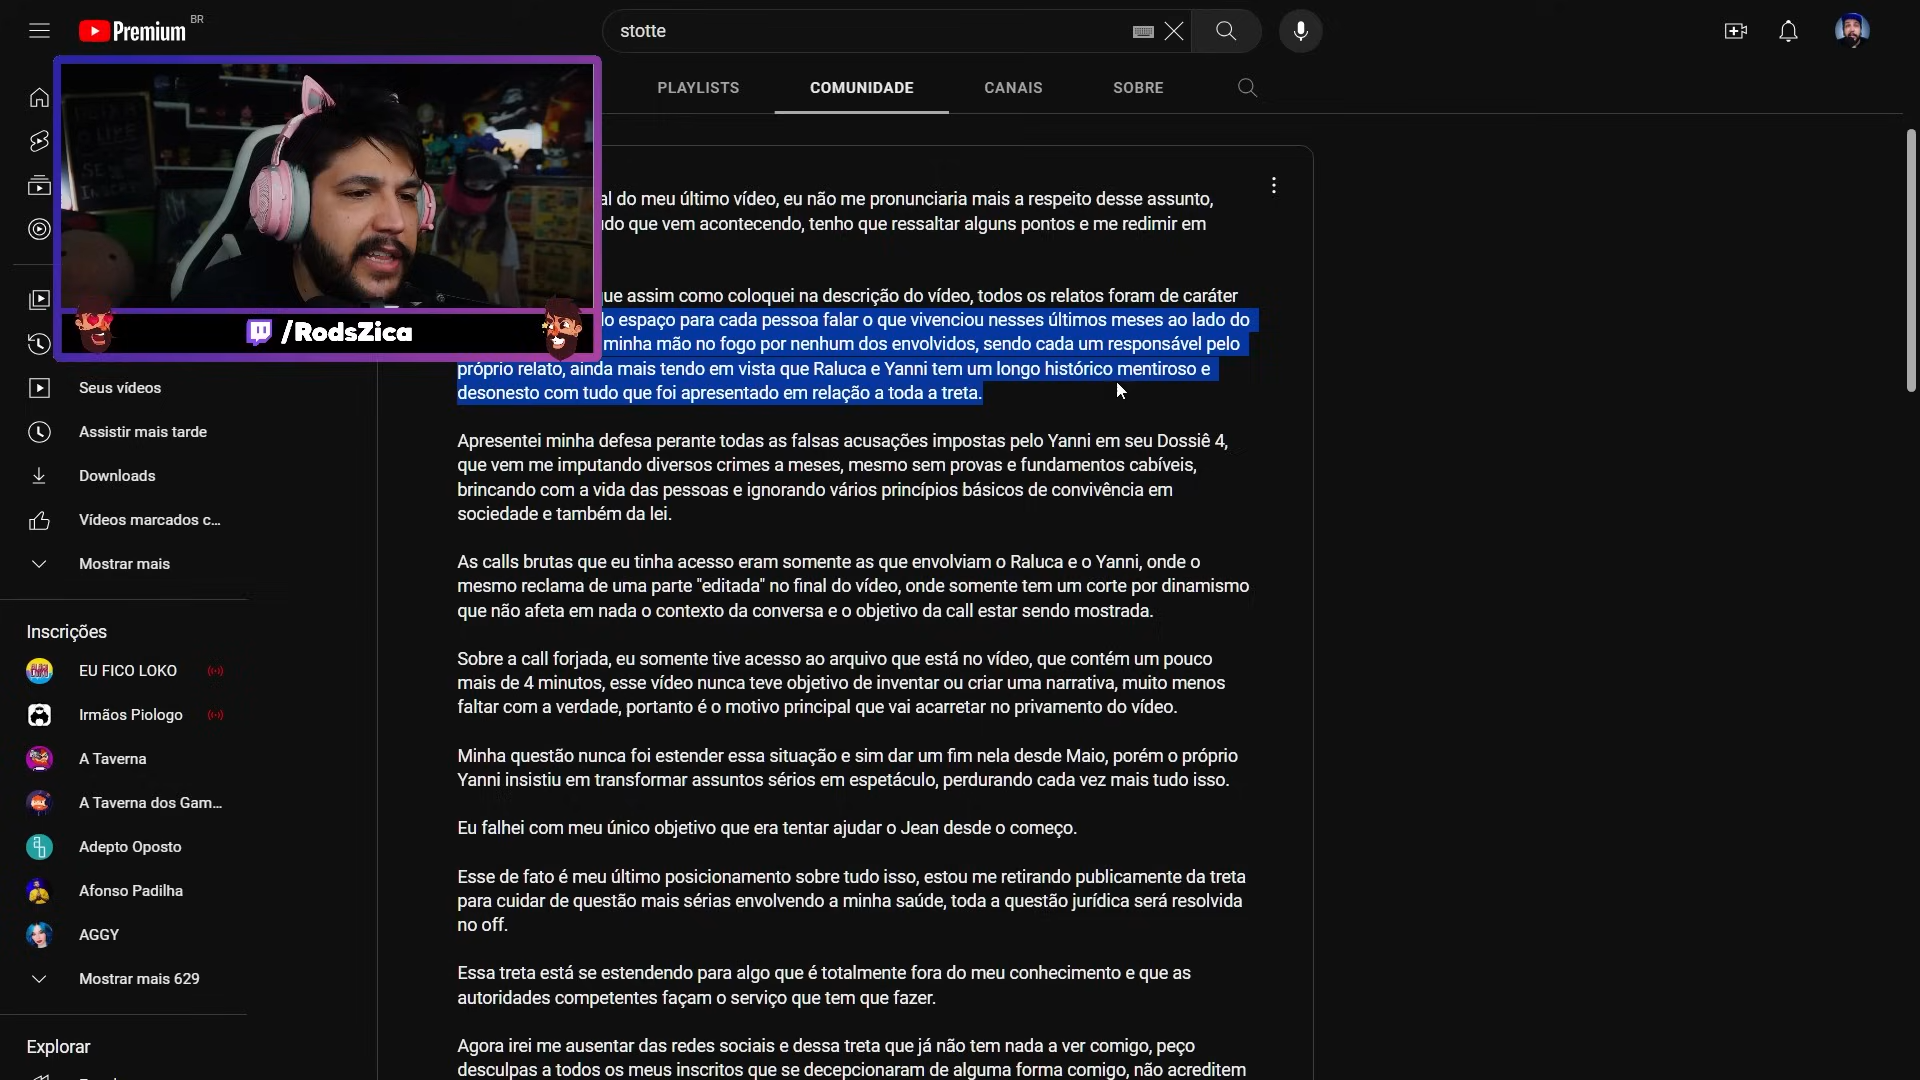 Premium
BR
stotte
PLAYLISTS
COMUNIDADE
CANAIS
SOBRE
/RodsZica
Seus vídeos
Assistir mais tarde
Downloads
Vídeos marcados c...
Mostrar mais
Inscrições
EU FICO LOKO
Irmãos Piologo
A Taverna
A Taverna dos Gam...
Adepto Oposto
Afonso Padilha
AGGY
Mostrar mais 629
Explorar
do meu último vídeo, eu não me pronunciaria mais a respeito desse assunto,
que vem acontecendo, tenho que ressaltar alguns pontos e me redimir em
assim como coloquei na descrição do vídeo, todos os relatos foram de caráter
espaço para cada pessoa falar o que vivenciou nesses últimos meses ao lado do
minha mão no fogo por nenhum dos envolvidos, sendo cada um responsável pelo
próprio relato, ainda mais tendo em vista que Raluca e Yanni tem um longo histórico mentiroso e
desonesto com tudo que foi apresentado em relação a toda a treta.
Apresentei minha defesa perante todas as falsas acusações impostas pelo Yanni em seu Dossiê 4,
que vem me imputando diversos crimes a meses, mesmo sem provas e fundamentos cabíveis,
brincando com a vida das pessoas e ignorando vários princípios básicos de convivência em
sociedade e também da lei.
As calls brutas que eu tinha acesso eram somente as que envolviam o Raluca e o Yanni, onde o
mesmo reclama de uma parte "editada" no final do vídeo, onde somente tem um corte por dinamismo
que não afeta em nada o contexto da conversa e o objetivo da call estar sendo mostrada.
Sobre a call forjada, eu somente tive acesso ao arquivo que está no vídeo, que contém um pouco
mais de 4 minutos, esse vídeo nunca teve objetivo de inventar ou criar uma narrativa, muito menos
faltar com a verdade, portanto é o motivo principal que vai acarretar no privamento do vídeo.
Minha questão nunca foi estender essa situação e sim dar um fim nela desde Maio, porém o próprio
Yanni insistiu em transformar assuntos sérios em espetáculo, perdurando cada vez mais tudo isso.
Eu falhei com meu único objetivo que era tentar ajudar o Jean desde o começo.
Esse de fato é meu último posicionamento sobre tudo isso, estou me retirando publicamente da treta
para cuidar de questão mais sérias envolvendo a minha saúde, toda a questão jurídica será resolvida
no off.
Essa treta está se estendendo para algo que é totalmente fora do meu conhecimento e que as
autoridades competentes façam o serviço que tem que fazer.
Agora irei me ausentar das redes sociais e dessa treta que já não tem nada a ver comigo, peço
desculpas a todos os meus inscritos que se decepcionaram de alguma forma comigo, não acreditem